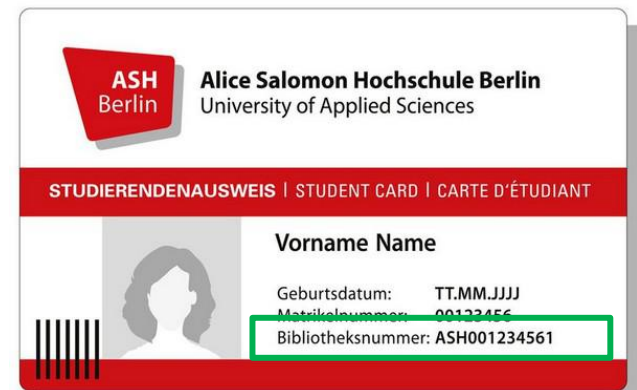 ASH
Berlin
Alice Salomon Hochschule Berlin
University of Applied Sciences
STUDIERENDENAUSWEIS | STUDENT CARD | CARTE D'ÉTUDIANT
Vorname Name
Geburtsdatum: TT.MM.JJJJ
Matrikelnummer: 00123456
Bibliotheksnummer: ASH001234561